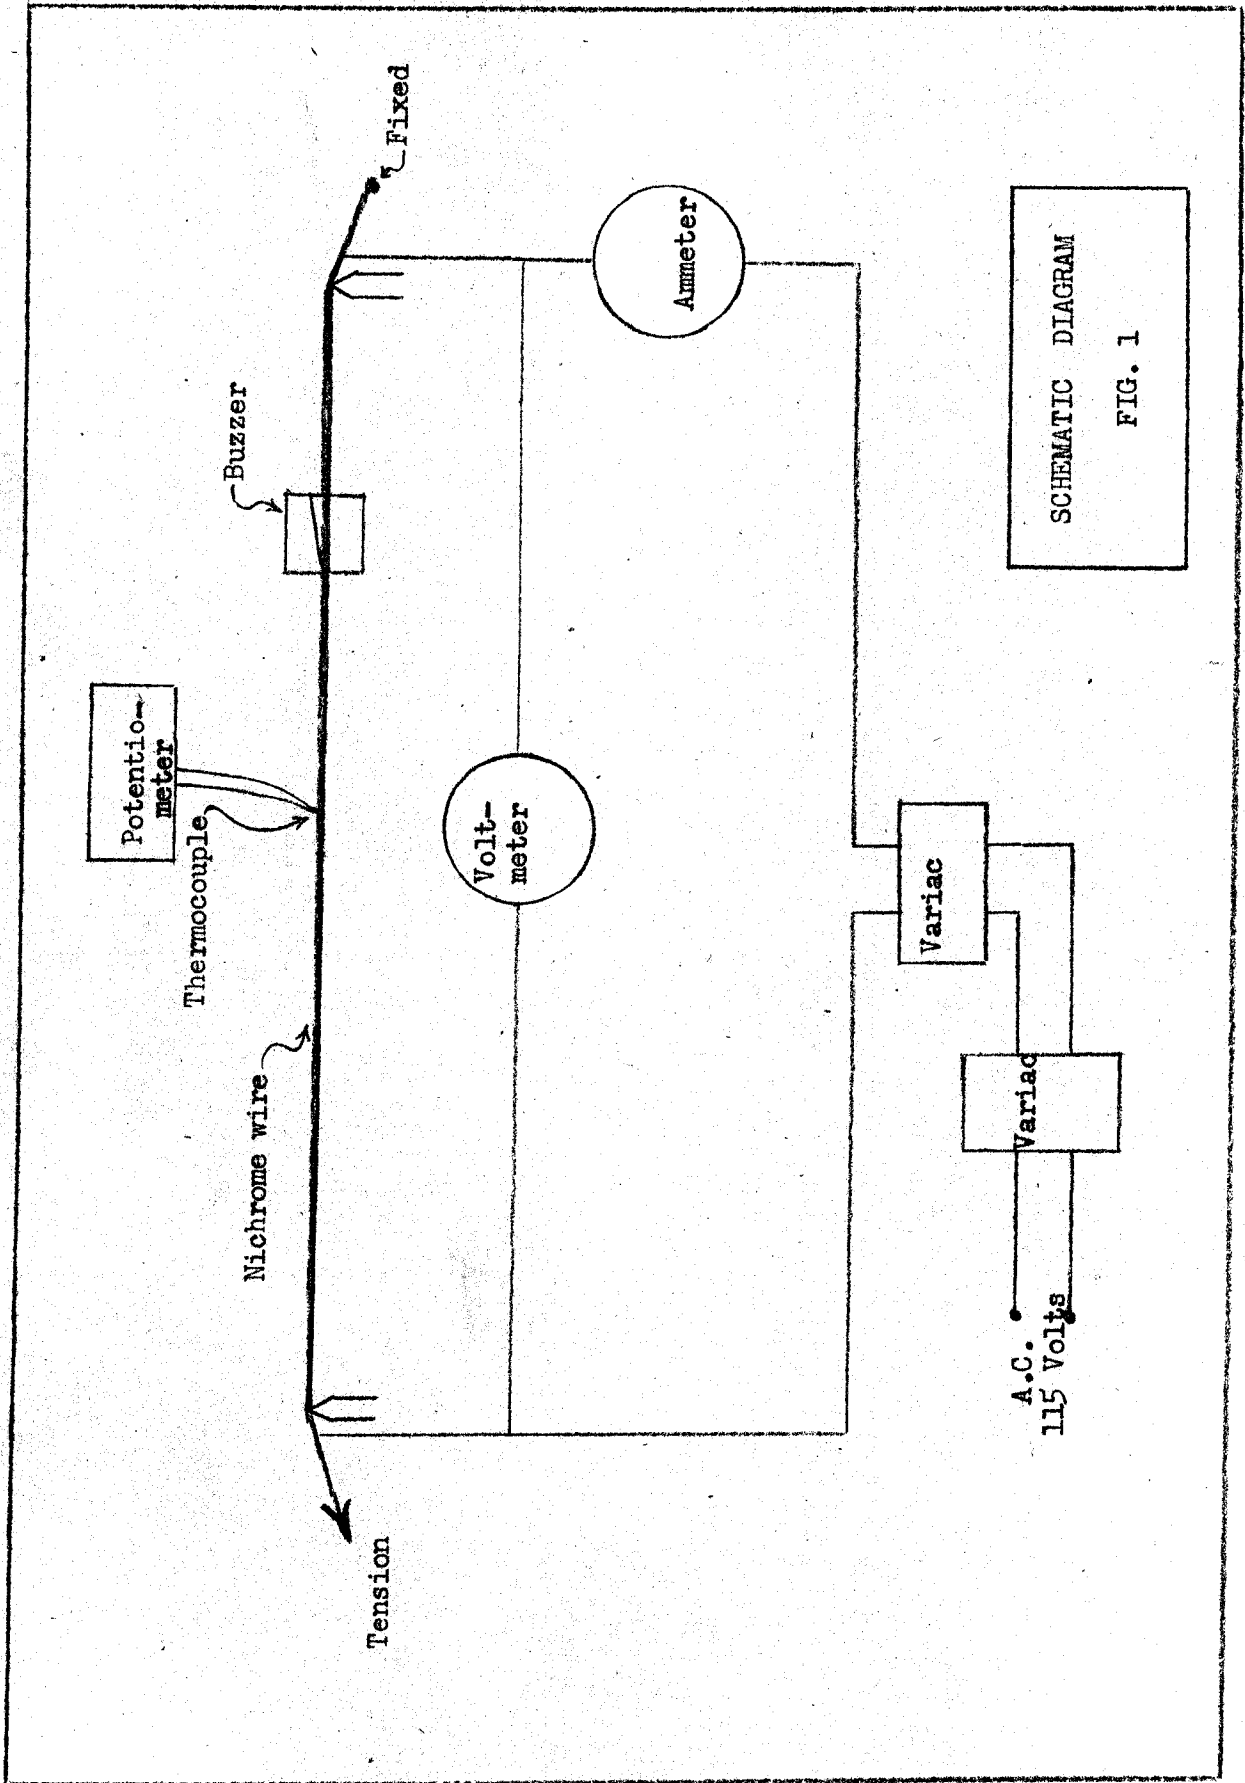 Fixed
Buzzer
Potentio-
meter
Thermocouple
Nichrome wire
Tension
Volt-
meter
Ammeter
Variac
Variac
A.C.
115 Volts
SCHEMATIC DIAGRAM
FIG. 1